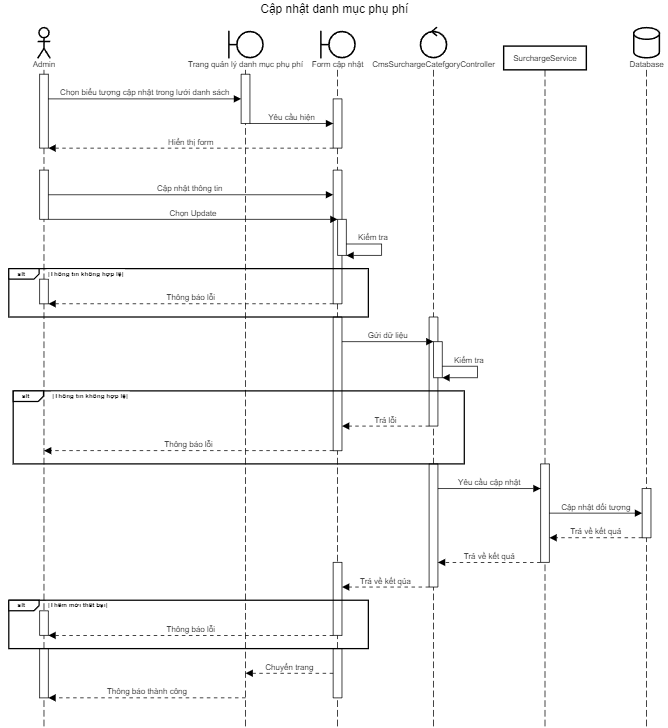 Cập nhật danh mục phụ phí
Admin
Trang quản lý danh mục phụ phí
Form cập nhật
CmsSurchargeCatefgoryController
SurchargeService
Database
Chọn biểu tượng cập nhật trong lưới danh sách
Yêu cầu hiện
Hiển thị form
Cập nhật thông tin
Chọn Update
Kiểm tra
alt
[Thông tin không hợp lệ]
Thông báo lỗi
Gửi dữ liệu
Kiểm tra
alt
[Thông tin không hợp lệ]
Trả lỗi
Thông báo lỗi
Yêu cầu cập nhật
Cập nhật đối tượng
Trả về kết quả
Trả về kết quả
Trả về kết qủa
alt
[Thêm mới thất bại]
Thông báo lỗi
Chuyển trang
Thông báo thành công